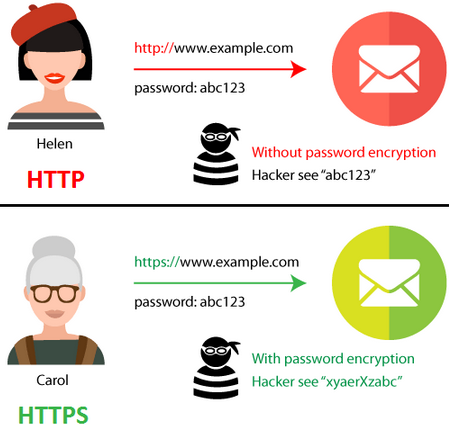 http://www.example.com
password: abc123
Helen
HTTP
Without password encryption
Hacker see “abc123”
https://www.example.com
password: abc123
Carol
HTTPS
With password encryption
Hacker see “xyaerXzabc”